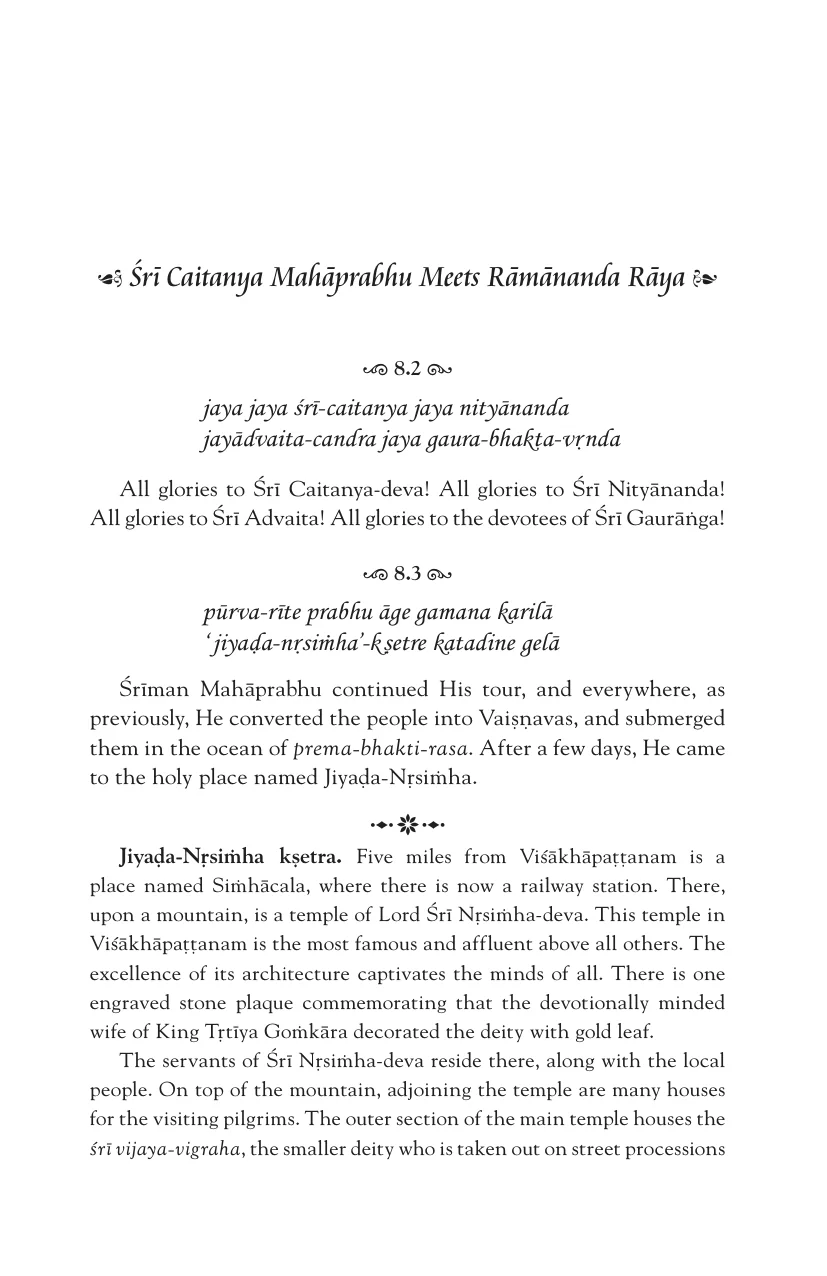 Śrī Caitanya Mahāprabhu Meets Rāmānanda Rāya
8.2
jaya jaya śrī-caitanya jaya nityānanda
jayādvaita-candra jaya gaura-bhakta-vṛnda
All glories to Śrī Caitanya-deva! All glories to Śrī Nityānanda!
All glories to Śrī Advaita! All glories to the devotees of Śrī Gaurāṅga!
8.3
pūrva-rīte prabhu āge gamana karilā
‘jiyaḍa-nṛsiṁha’-kṣetre katadine gelā
Śrīman Mahāprabhu continued His tour, and everywhere, as
previously, He converted the people into Vaiṣṇavas, and submerged
them in the ocean of prema-bhakti-rasa. After a few days, He came
to the holy place named Jiyaḍa-Nṛsiṁha.
Jiyaḍa-Nṛsiṁha kṣetra. Five miles from Viśākhāpaṭṭanam is a
place named Siṁhācala, where there is now a railway station. There,
upon a mountain, is a temple of Lord Śrī Nṛsiṁha-deva. This temple in
Viśākhāpaṭṭanam is the most famous and affluent above all others. The
excellence of its architecture captivates the minds of all. There is one
engraved stone plaque commemorating that the devotionally minded
wife of King Tṛtīya Goṁkāra decorated the deity with gold leaf.
The servants of Śrī Nṛsiṁha-deva reside there, along with the local
people. On top of the mountain, adjoining the temple are many houses
for the visiting pilgrims. The outer section of the main temple houses the
śrī vijaya-vigraha, the smaller deity who is taken out on street processions